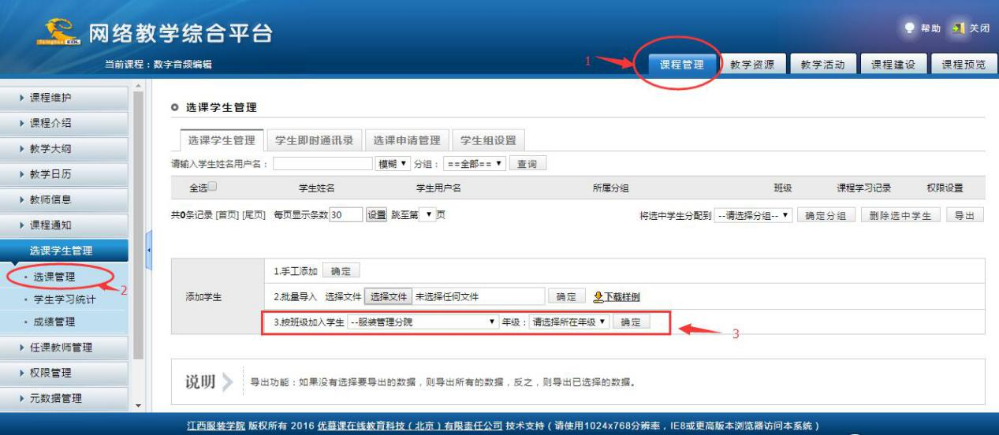 Tsinghua EOL
网络教学综合平台
帮助 关闭
当前课程：数字音频编辑
1
课程管理 教学资源 教学活动 课程建设 课程预览
课程维护
课程介绍
教学大纲
教学日历
教师信息
课程通知
选课学生管理
选课管理
2
学生学习统计
成绩管理
任课教师管理
权限管理
元数据管理
选课学生管理
选课学生管理 学生即时通讯录 选课申请管理 学生组设置
请输入学生姓名用户名： 模糊 分组： ==全部== 查询
全选 学生姓名 学生用户名 所属分组 班级 课程学习记录 权限设置
共0条记录 [首页] [尾页] 每页显示条数 30 设置 跳至第 页 将选中学生分配到 --请选择分组-- 确定分组 删除选中学生 导出
添加学生
1.手工添加 确定
2.批量导入 选择文件 选择文件 未选择任何文件 确定 下载样例
3.按班级加入学生 --服装管理分院 年级： 请选择所在年级 确定
3
说明 导出功能：如果没有选择要导出的数据，则导出所有的数据，反之，则导出已选择的数据。
江西服装学院 版权所有 2016 优慕课在线教育科技（北京）有限责任公司 技术支持（请使用1024x768分辨率，IE8或更高版本浏览器访问本系统）